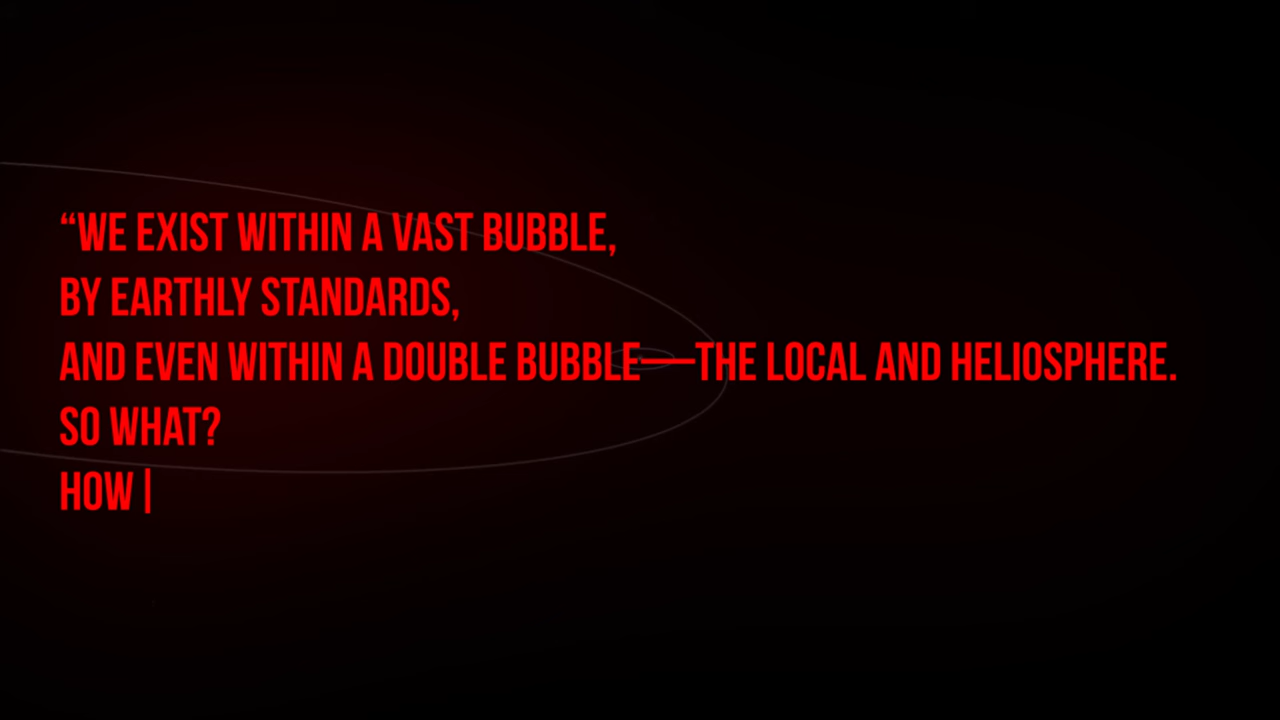 “WE EXIST WITHIN A VAST BUBBLE,
BY EARTHLY STANDARDS,
AND EVEN WITHIN A DOUBLE BUBBLE—THE LOCAL AND HELIOSPHERE.
SO WHAT?
HOW |